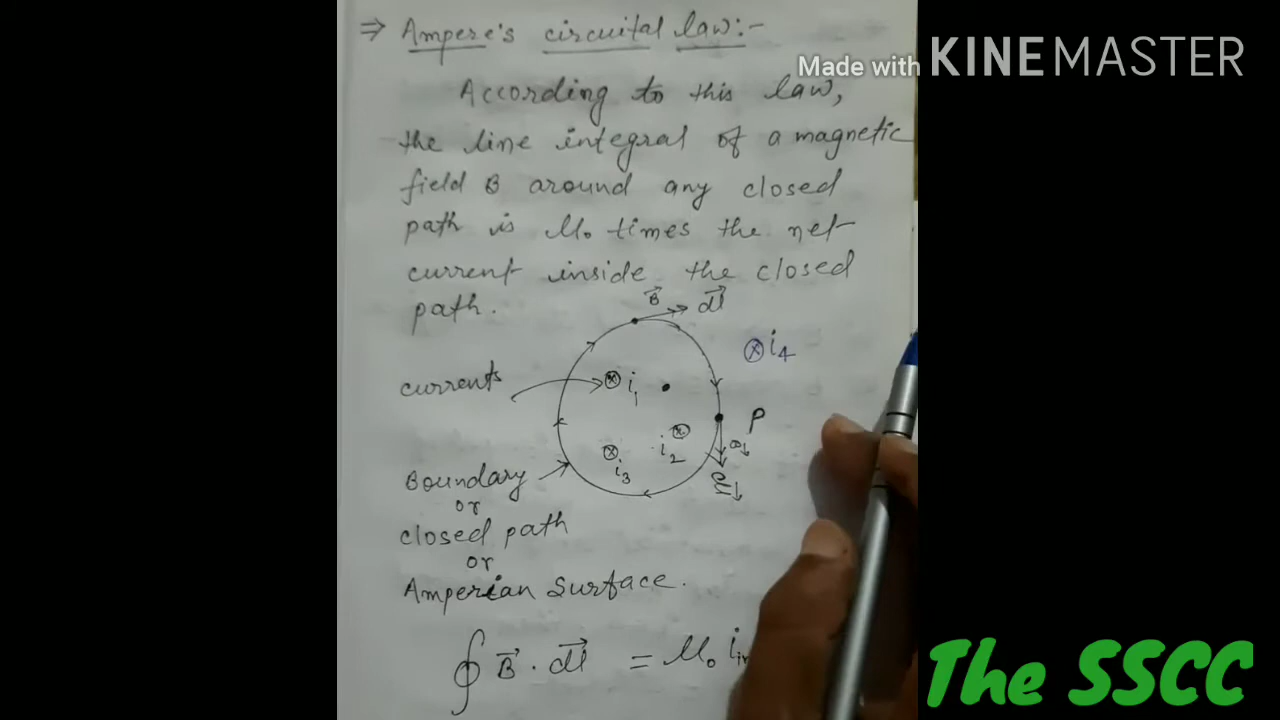 ⇒ Ampere's circuital law:-
Made with KINEMASTER
According to this law,
the line integral of a magnetic
field B around any closed
path is μ₀ times the net
current inside the closed
path.
B⃗ dl⃗
⊗ i₄
currents
⊗ i₁
P
⊗ i₂
B⃗
⊗ i₃
dl⃗
Boundary
or
closed path
or
Amperian Surface.
∮ B⃗ . dl⃗ = μ₀ i
The SSCC